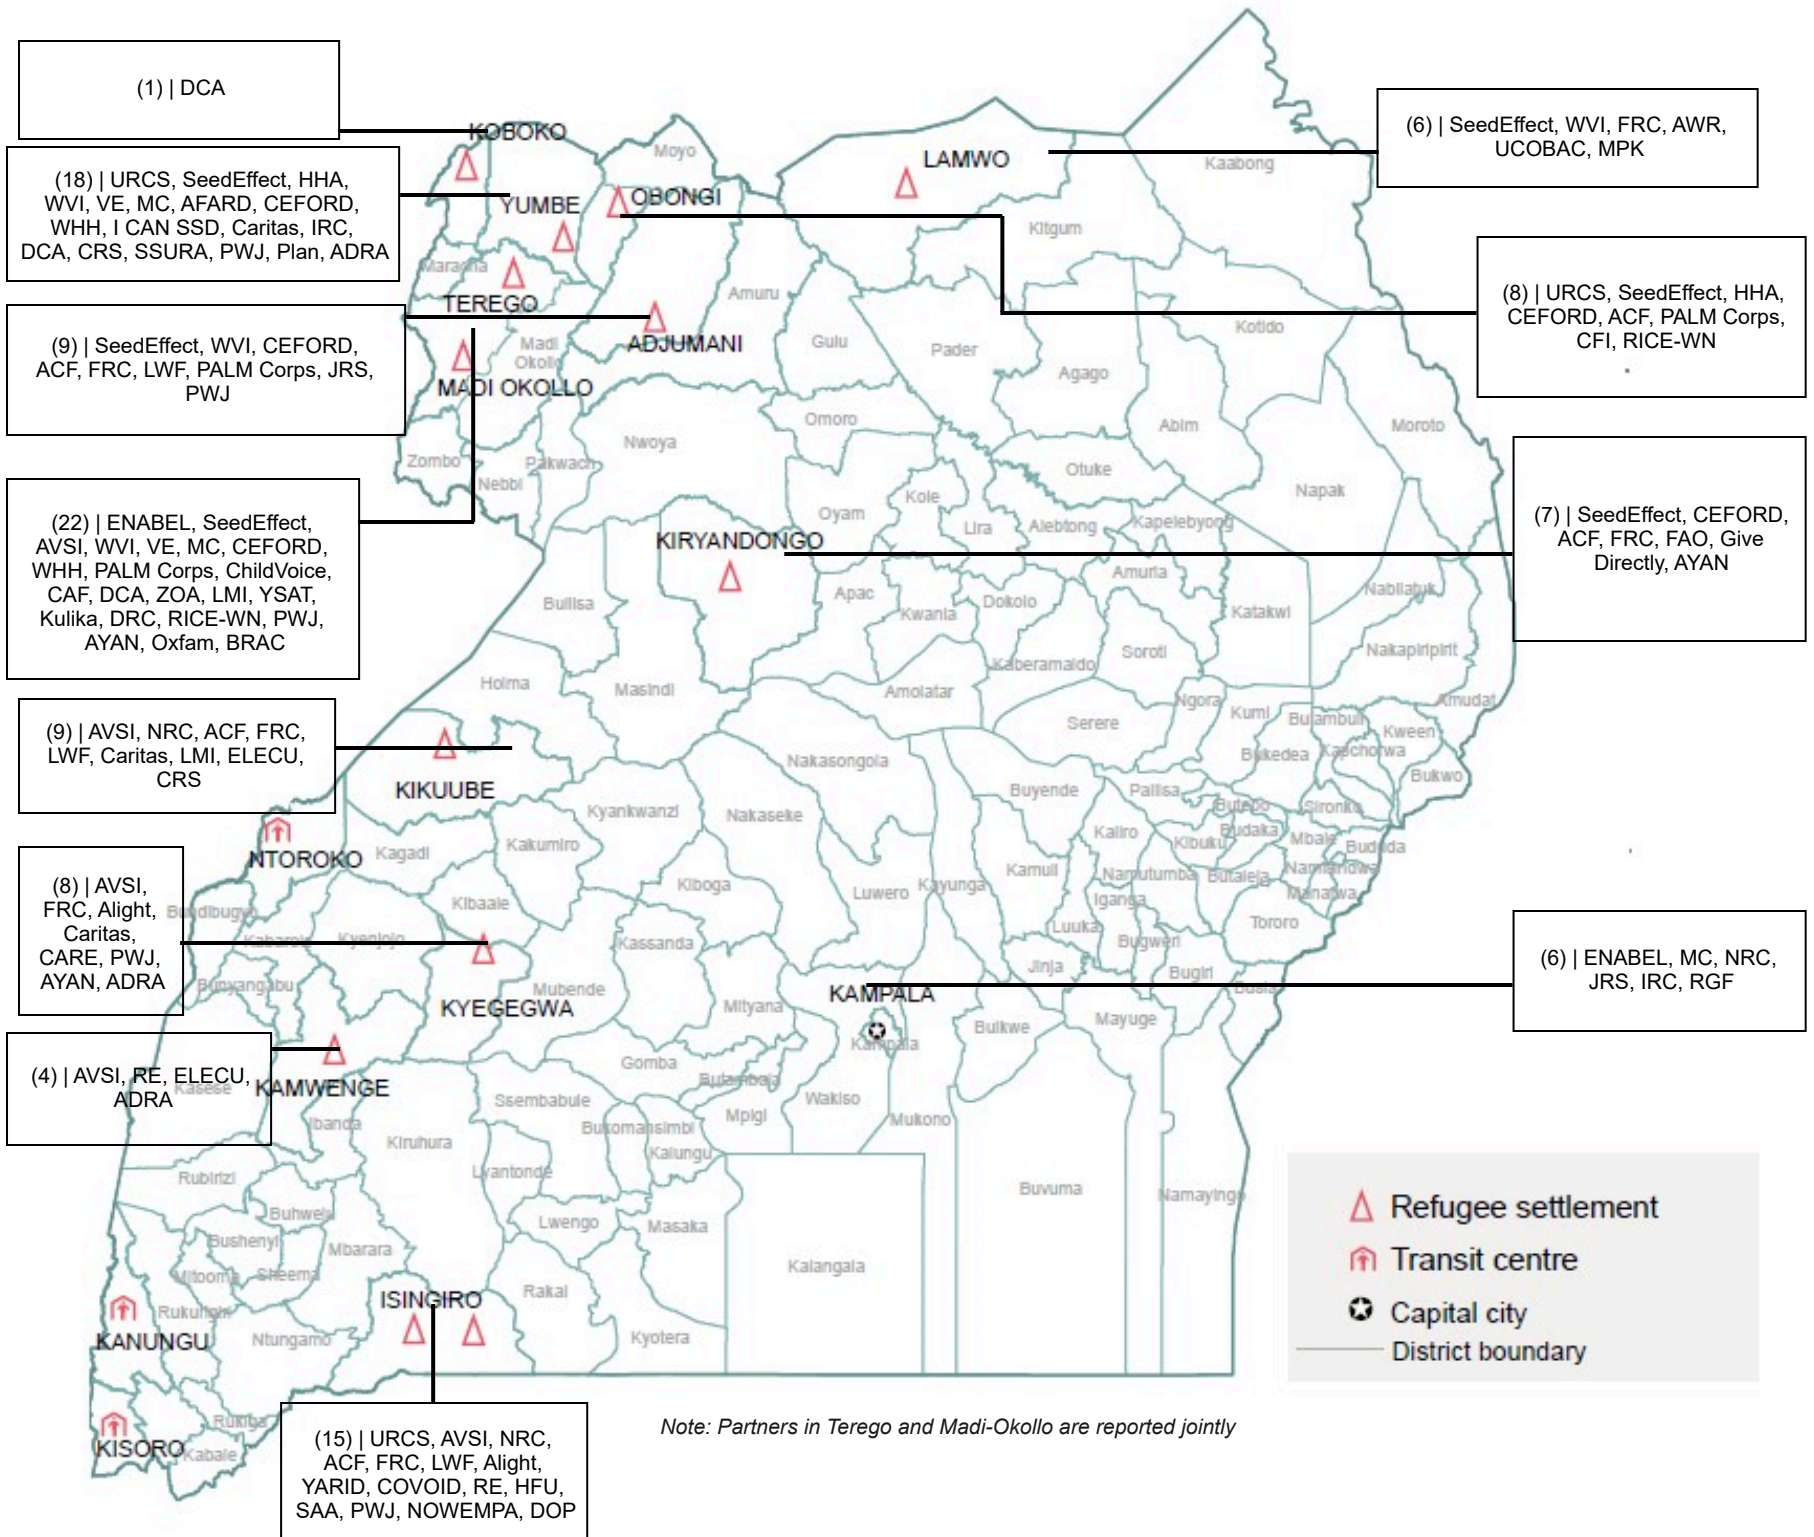 (1) | DCA
(18) | URCS, SeedEffect, HHA,
WVI, VE, MC, AFARD, CEFORD,
WHH, I CAN SSD, Caritas, IRC,
DCA, CRS, SSURA, PWJ, Plan, ADRA
(9) | SeedEffect, WVI, CEFORD,
ACF, FRC, LWF, PALM Corps, JRS,
PWJ
(22) | ENABEL, SeedEffect,
AVSI, WVI, VE, MC, CEFORD,
WHH, PALM Corps, ChildVoice,
CAF, DCA, ZOA, LMI, YSAT,
Kulika, DRC, RICE-WN, PWJ,
AYAN, Oxfam, BRAC
(9) | AVSI, NRC, ACF, FRC,
LWF, Caritas, LMI, ELECU,
CRS
(8) | AVSI,
FRC, Alight,
Caritas,
CARE, PWJ,
AYAN, ADRA
(4) | AVSI, RE, ELECU,
ADRA
(15) | URCS, AVSI, NRC,
ACF, FRC, LWF, Alight,
YARID, COVOID, RE, HFU,
SAA, PWJ, NOWEMPA, DOP
(6) | SeedEffect, WVI, FRC, AWR,
UCOBAC, MPK
(8) | URCS, SeedEffect, HHA,
CEFORD, ACF, PALM Corps,
CFI, RICE-WN
(7) | SeedEffect, CEFORD,
ACF, FRC, FAO, Give
Directly, AYAN
(6) | ENABEL, MC, NRC,
JRS, IRC, RGF
KOBOKO
Moyo
LAMWO
Kaabong
YUMBE
OBONGI
Kitgum
Maracha
TEREGO
Amuru
Madi
Okollo
ADJUMANI
Gulu
Pader
Kotido
Agago
MADI OKOLLO
Omoro
Abim
Moroto
Nwoya
Zombo
Pakwach
Nebbi
Otuke
Napak
Kole
Oyam
Lira
Alebtong
Kapelebyong
KIRYANDONGO
Amuria
Buliisa
Apac
Kwania
Dokolo
Katakwi
Nabilatuk
Nakapiripirit
Kaberamaido
Soroti
Hoima
Masindi
Amolatar
Ngora
Amudat
Serere
Kumi
Bulambuli
Kween
Bukedea
Kapchorwa
Bukwo
KIKUUBE
Nakasongola
Buyende
Pallisa
Butebo
Sironko
Kyankwanzi
Nakaseke
Kaliro
Budaka
Kibuku
Mbale
Bududa
NTOROKO
Kagadi
Kakumiro
Kamuli
Namutumba
Butaleja
Namisindwa
Manafwa
Kiboga
Luwero
Kayunga
Iganga
Bundibugyo
Kibaale
Luuka
Tororo
Kabarole
Kyenjojo
Kassanda
Bugweri
Jinja
Bugiri
Busia
Bunyangabu
Mubende
KYEGEGWA
Mityana
KAMPALA
Kampala
Buikwe
Mayuge
Kasese
KAMWENGE
Gomba
Butambala
Ssembabule
Mpigi
Wakiso
Mukono
Ibanda
Kiruhura
Bukomansimbi
Kalungu
Lyantonde
Rubirizi
Buvuma
Namayingo
Buhweju
Lwengo
Masaka
Bushenyi
Mbarara
Mitooma
Sheema
Kalangala
Rukungiri
ISINGIRO
Rakai
KANUNGU
Ntungamo
Kyotera
Rukiga
KISORO
Kabale
Refugee settlement
Transit centre
Capital city
District boundary
Note: Partners in Terego and Madi-Okollo are reported jointly